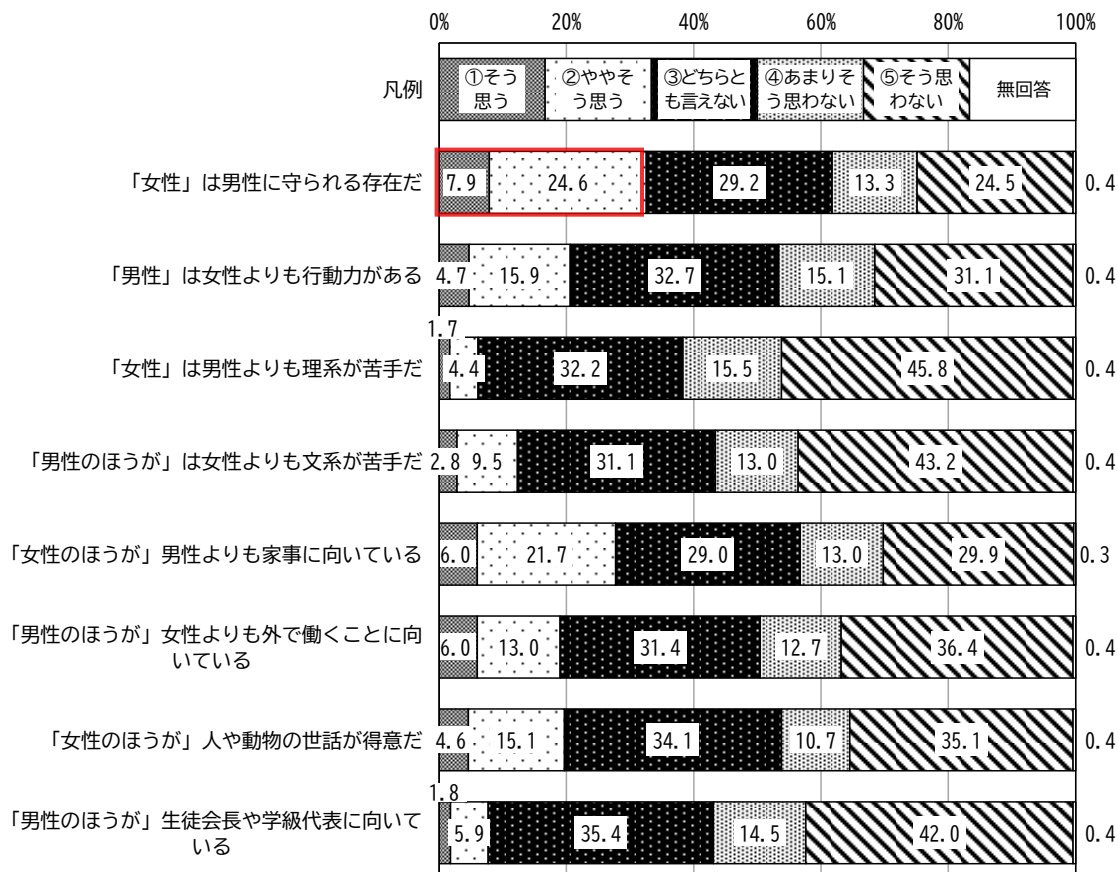 0% 20% 40% 60% 80% 100%
凡例
①そう
思う
②ややそ
う思う
③どちらと
も言えない
④あまりそ
う思わない
⑤そう思
わない
無回答
「女性」は男性に守られる存在だ 7.9 24.6 29.2 13.3 24.5 0.4
「男性」は女性よりも行動力がある 4.7 15.9 32.7 15.1 31.1 0.4
1.7
「女性」は男性よりも理系が苦手だ 4.4 32.2 15.5 45.8 0.4
「男性のほうが」は女性よりも文系が苦手だ 2.8 9.5 31.1 13.0 43.2 0.4
「女性のほうが」男性よりも家事に向いている 6.0 21.7 29.0 13.0 29.9 0.3
「男性のほうが」女性よりも外で働くことに向
いている
6.0 13.0 31.4 12.7 36.4 0.4
「女性のほうが」人や動物の世話が得意だ 4.6 15.1 34.1 10.7 35.1 0.4
1.8
「男性のほうが」生徒会長や学級代表に向いて
いる
5.9 35.4 14.5 42.0 0.4